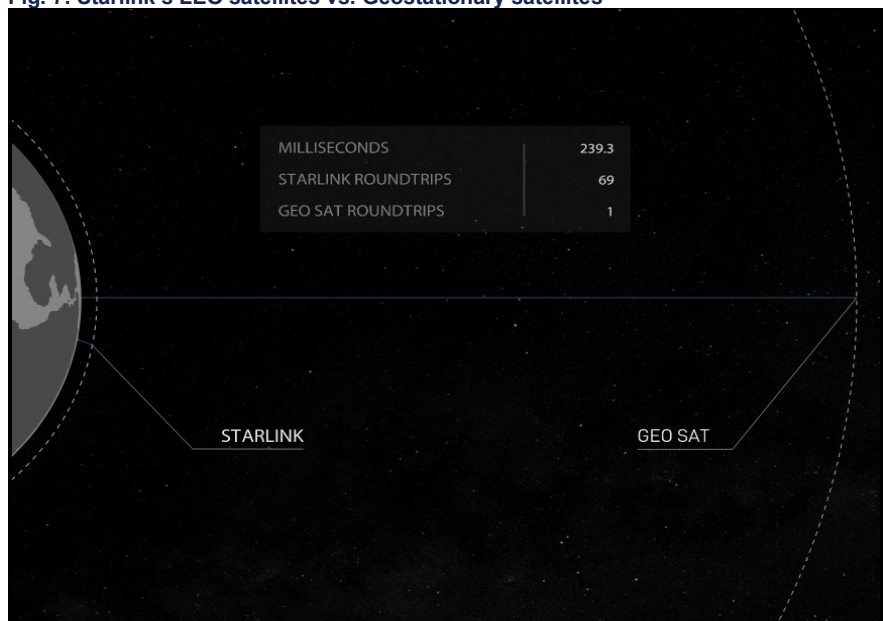 Fig. 7: Starlink's LEO satellites vs. Geostationary satellites
MILLISECONDS 239.3
STARLINK ROUNDTRIPS 69
GEO SAT ROUNDTRIPS 1
STARLINK
GEO SAT